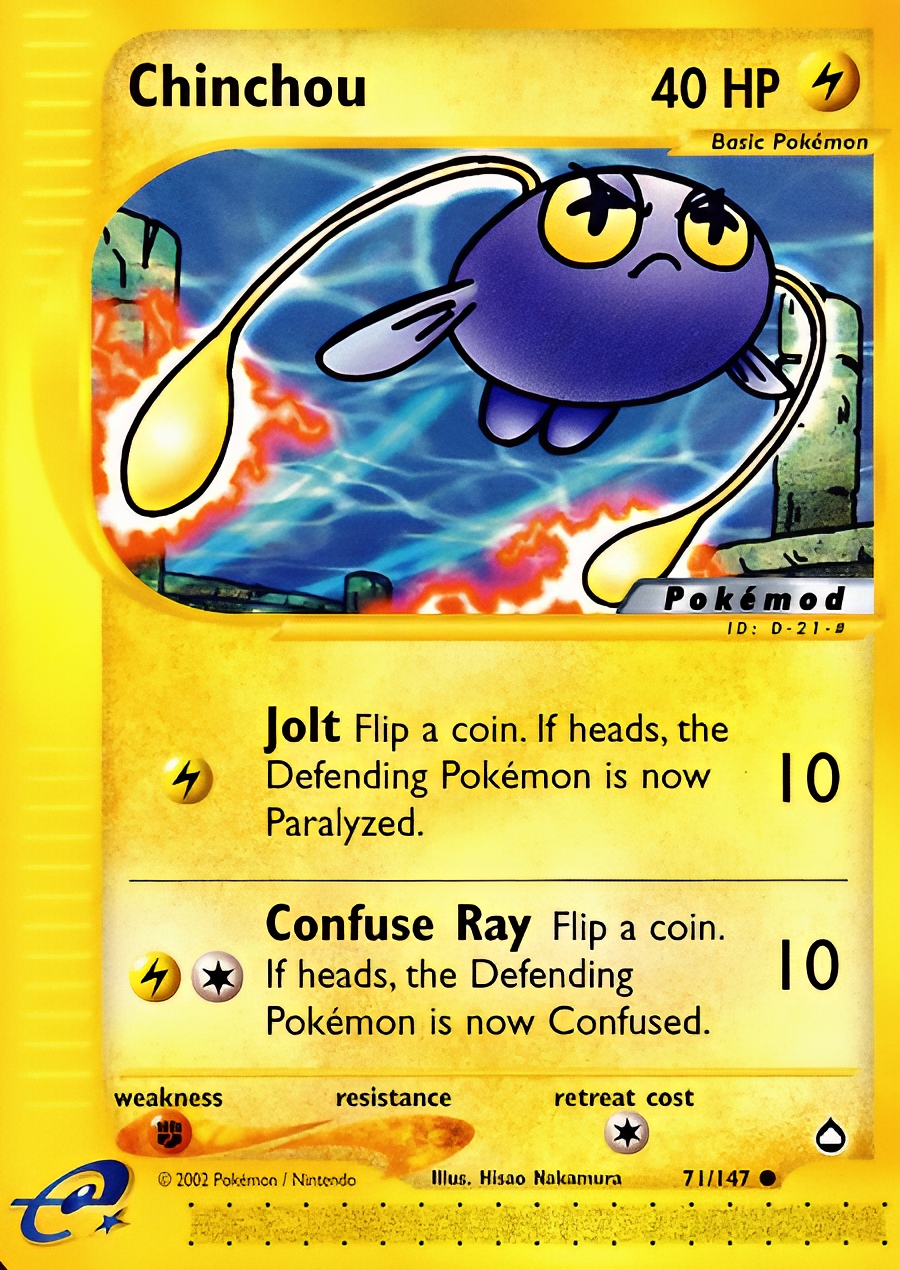 Chinchou 40 HP
Basic Pokémon
Pokémod
ID: D-21-#
Jolt Flip a coin. If heads, the
Defending Pokémon is now
Paralyzed.
10
Confuse Ray Flip a coin.
If heads, the Defending
Pokémon is now Confused.
10
weakness resistance retreat cost
© 2002 Pokémon / Nintendo Illus. Hisao Nakamura 71/147